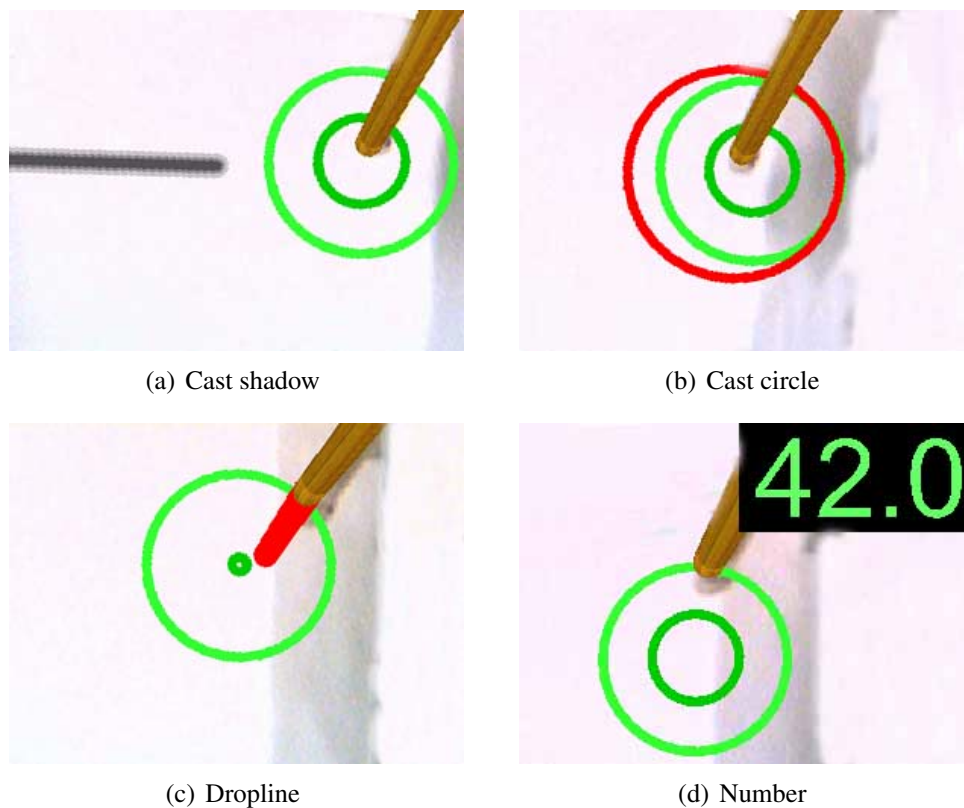 (a) Cast shadow
(b) Cast circle
42.0
(c) Dropline
(d) Number